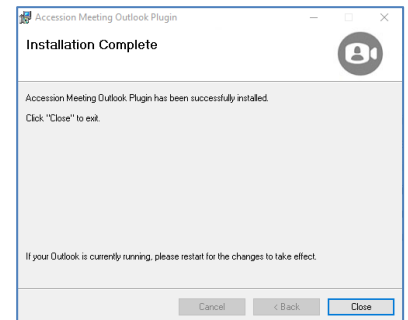 Accession Meeting Outlook Plugin
Installation Complete
Accession Meeting Outlook Plugin has been successfully installed.
Click "Close" to exit.
If your Outlook is currently running, please restart for the changes to take effect.
Cancel
< Back
Close